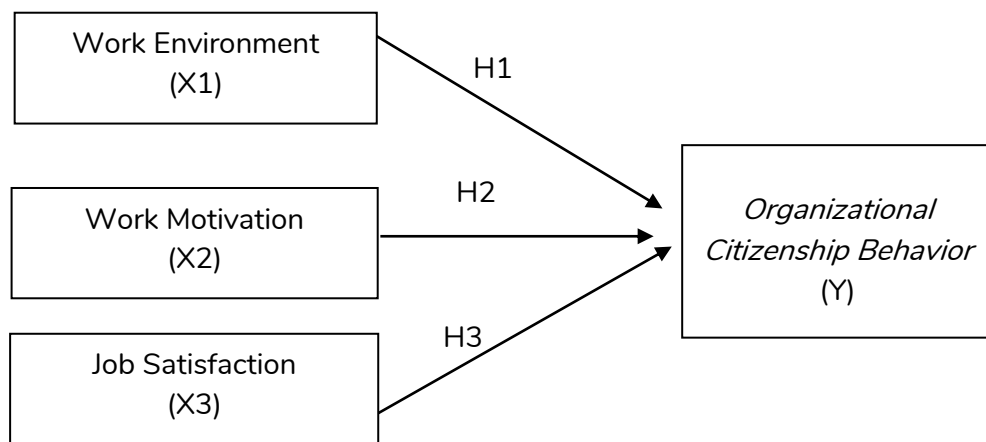 Work Environment
(X1)
H1
Work Motivation
(X2)
H2
Job Satisfaction
(X3)
H3
Organizational
Citizenship Behavior
(Y)